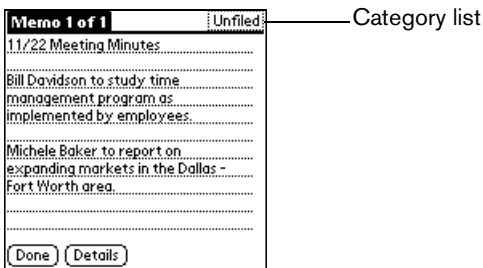 Memo 1 of 1 Unfiled Category list
11/22 Meeting Minutes
Bill Davidson to study time
management program as
implemented by employees.
Michele Baker to report on
expanding markets in the Dallas -
Fort Worth area.
Done Details